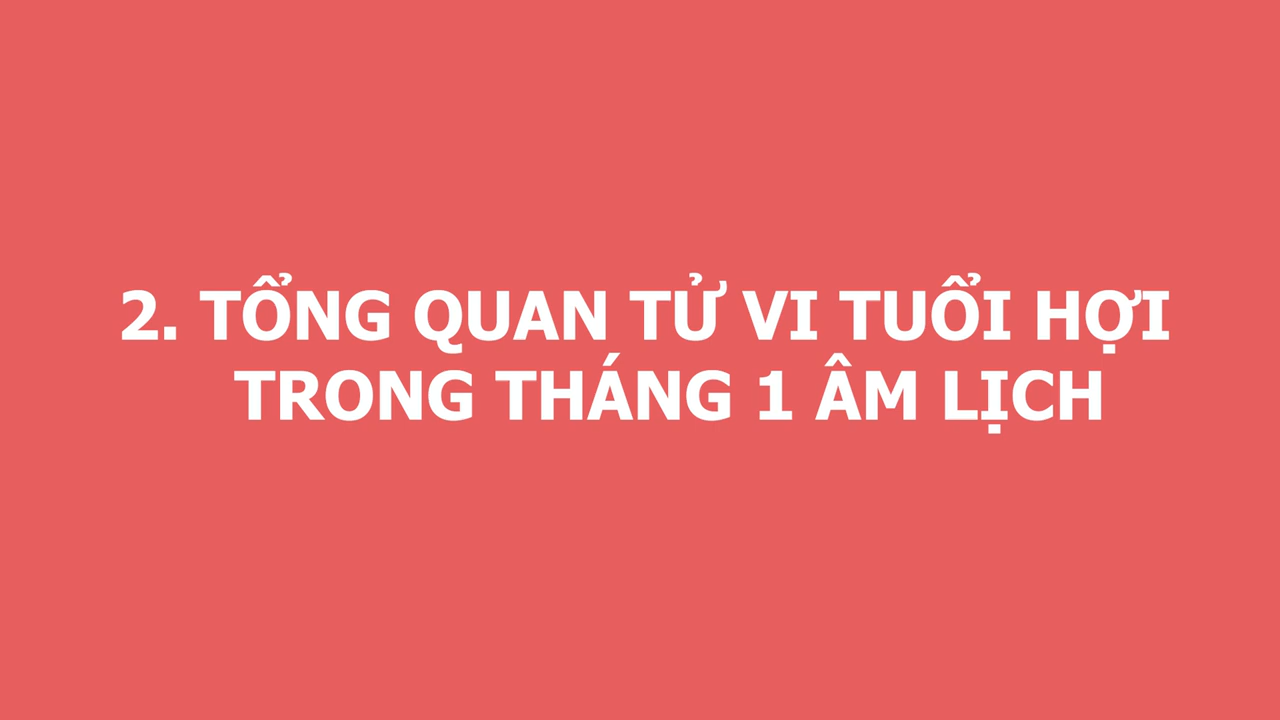 2. TỔNG QUAN TỬ VI TUỔI HỢI
TRONG THÁNG 1 ÂM LỊCH